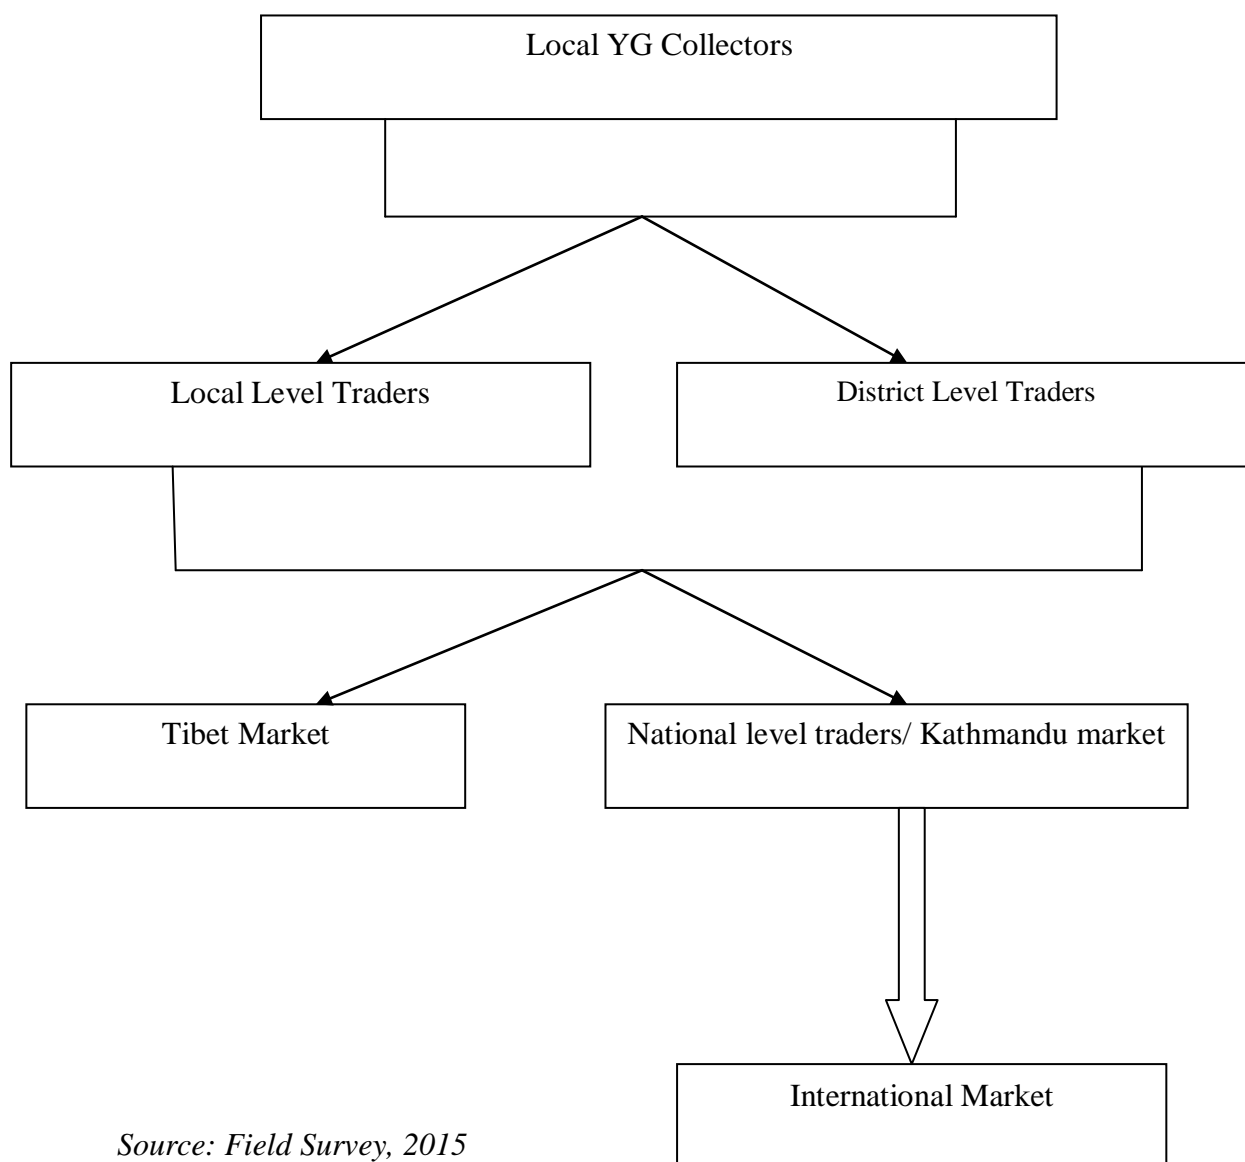 Local YG Collectors
Local Level Traders
District Level Traders
Tibet Market
National level traders/ Kathmandu market
International Market
Source: Field Survey, 2015